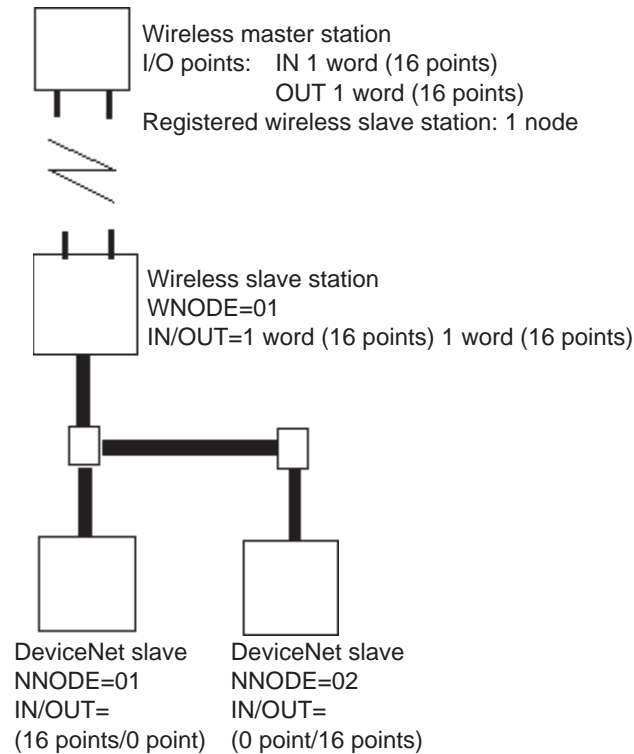 Wireless master station
I/O points: IN 1 word (16 points)
OUT 1 word (16 points)
Registered wireless slave station: 1 node
Wireless slave station
WNODE=01
IN/OUT=1 word (16 points) 1 word (16 points)
DeviceNet slave
NNODE=01
IN/OUT=
(16 points/0 point)
DeviceNet slave
NNODE=02
IN/OUT=
(0 point/16 points)